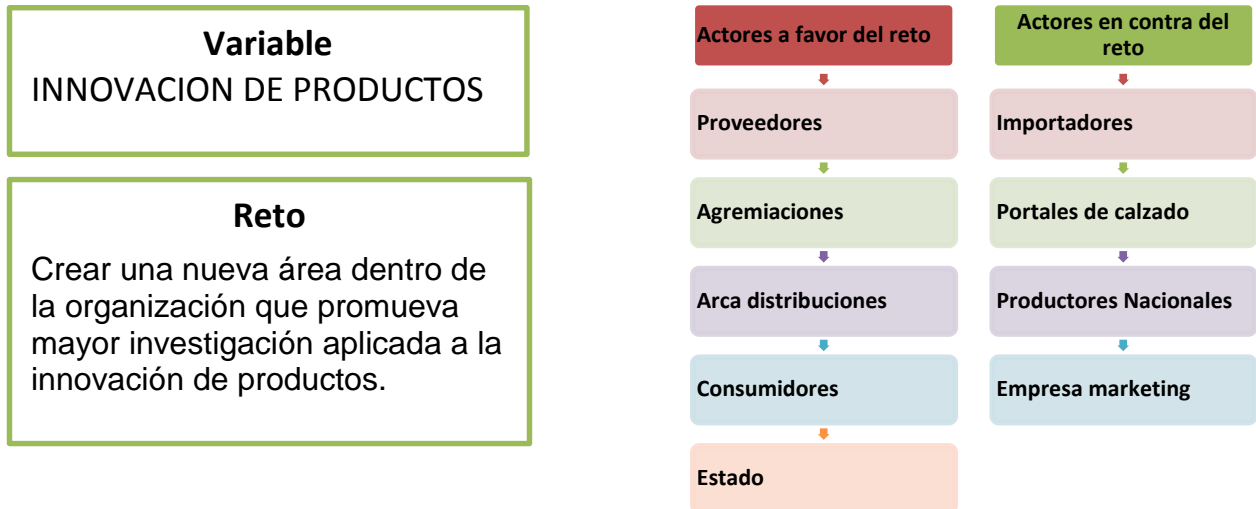 Variable
INNOVACION DE PRODUCTOS
Reto
Crear una nueva área dentro de
la organización que promueva
mayor investigación aplicada a la
innovación de productos.
Actores a favor del reto
Proveedores
Agremiaciones
Arca distribuciones
Consumidores
Estado
Actores en contra del
reto
Importadores
Portales de calzado
Productores Nacionales
Empresa marketing